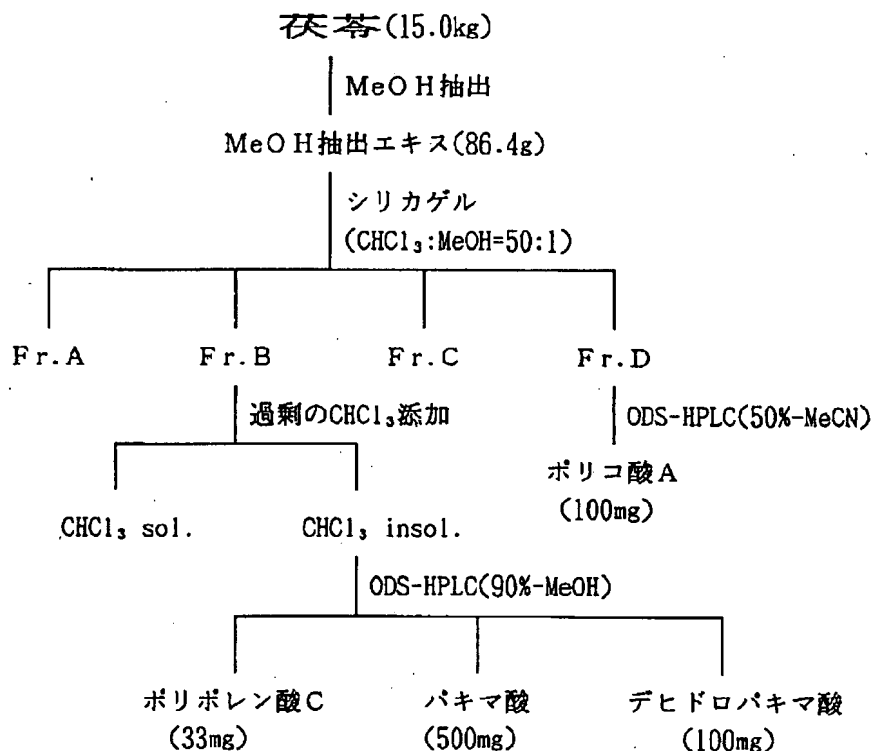 茯苓(15.0kg)
MeOH抽出
MeOH抽出エキス(86.4g)
シリカゲル
(CHCl₃:MeOH=50:1)
Fr.A Fr.B Fr.C Fr.D
過剰のCHCl₃添加 ODS-HPLC(50%-MeCN)
ポリコ酸A
(100mg)
CHCl₃ sol. CHCl₃ insol.
ODS-HPLC(90%-MeOH)
ポリポレン酸C パキマ酸 デヒドロパキマ酸
(33mg) (500mg) (100mg)